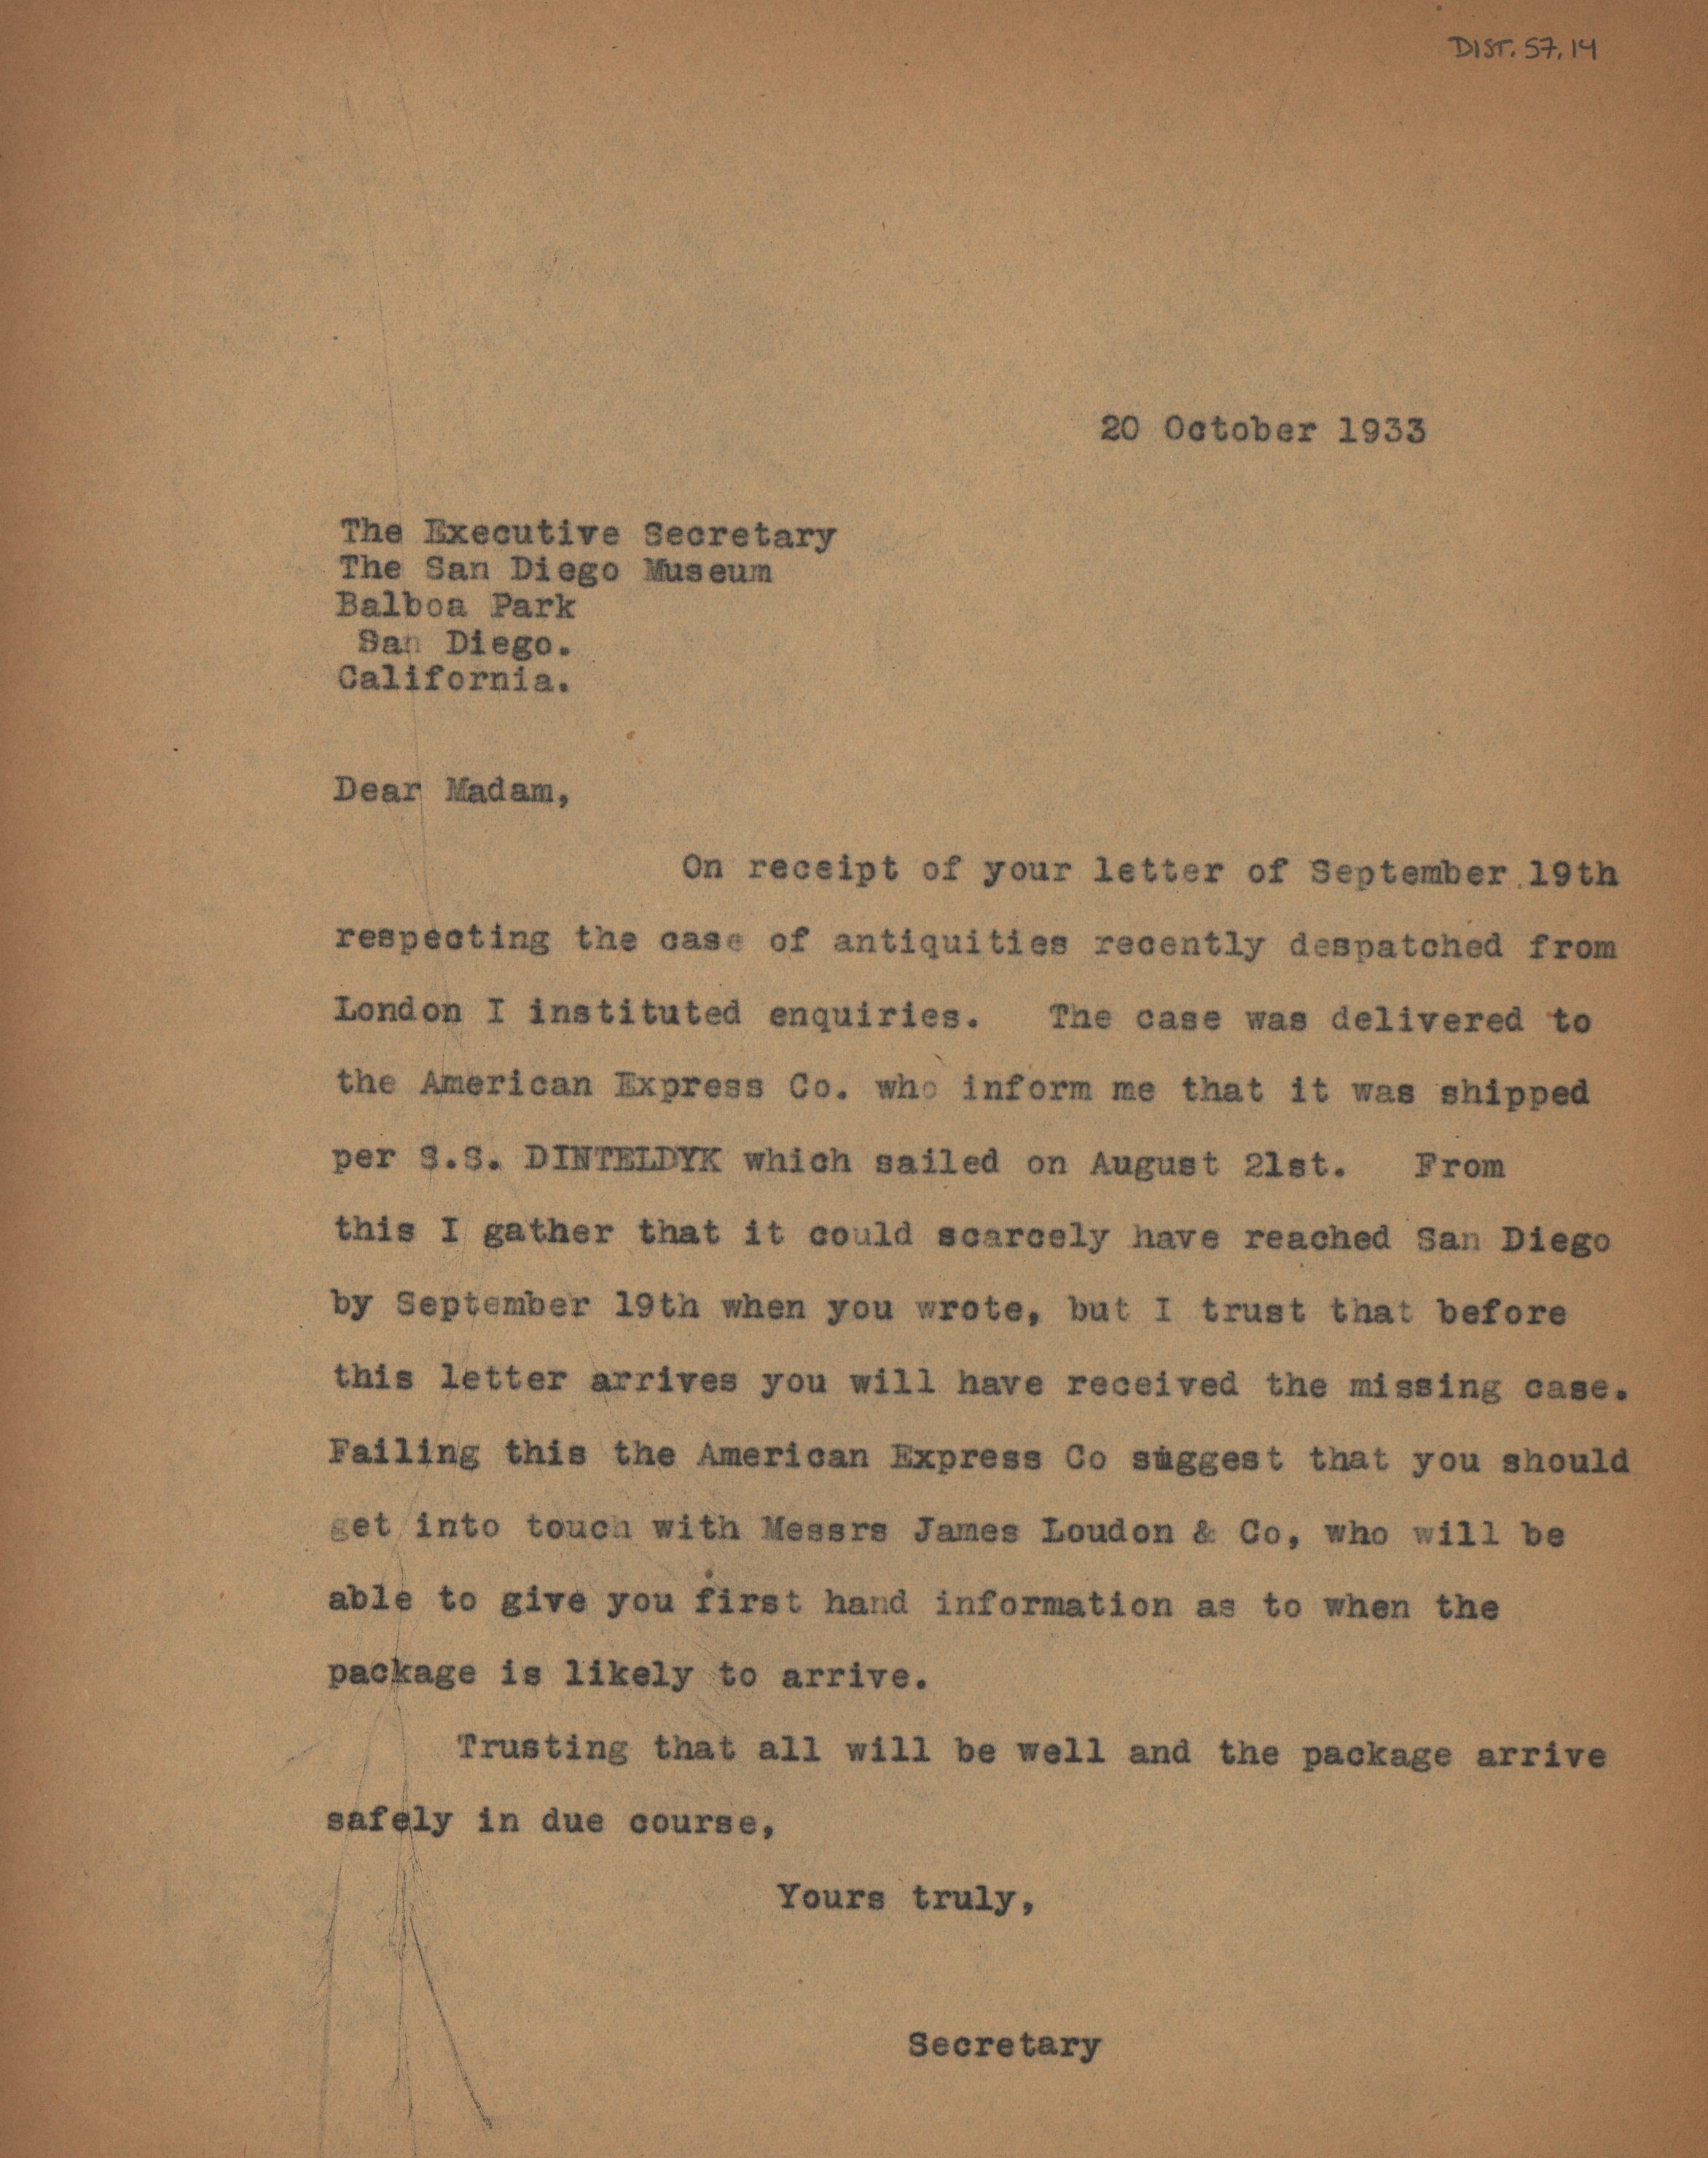 DIST. 57.14
20 October 1933
The Executive Secretary
The San Diego Museum
Balboa Park
San Diego.
California.
Dear Madam,
On receipt of your letter of September 19th
respecting the case of antiquities recently despatched from
London I instituted enquiries. The case was delivered to
the American Express Co. who inform me that it was shipped
per S.S. DINTELDYK which sailed on August 21st. From
this I gather that it could scarcely have reached San Diego
by September 19th when you wrote, but I trust that before
this letter arrives you will have received the missing case.
Failing this the American Express Co suggest that you should
get into touch with Messrs James Loudon & Co, who will be
able to give you first hand information as to when the
package is likely to arrive.
Trusting that all will be well and the package arrive
safely in due course,
Yours truly,
Secretary